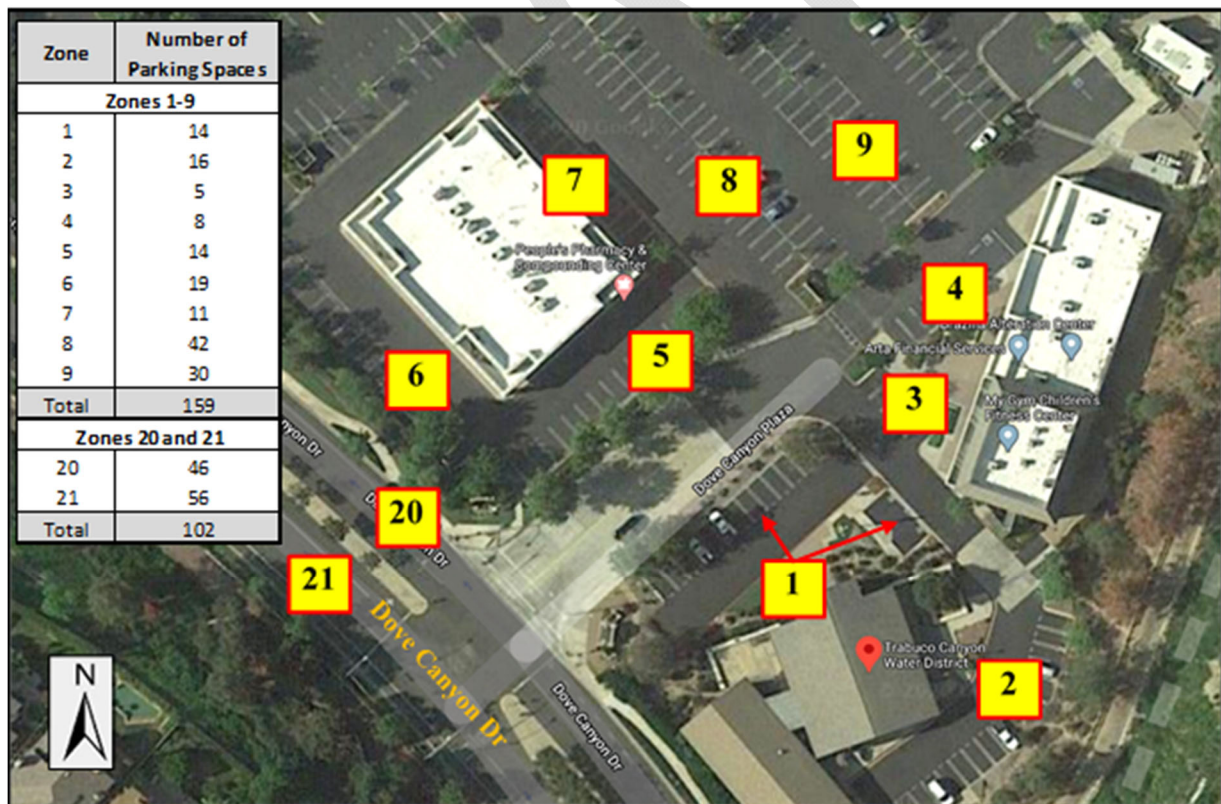 Zone Number of Parking Spaces
Zones 1-9
1 14
2 16
3 5
4 8
5 14
6 19
7 11
8 42
9 30
Total 159
Zones 20 and 21
20 46
21 56
Total 102
9
7
8
People's Pharmacy &
Compounding Center
4
Alteration Center
Arta Financial Services
5
6
3
My Gym Children's
Fitness Center
nyon Dr
Dove Canyon Plaza
20
21
1
Dove Canyon Dr
Trabuco Canyon
Water District
2
N
Dove Canyon Dr